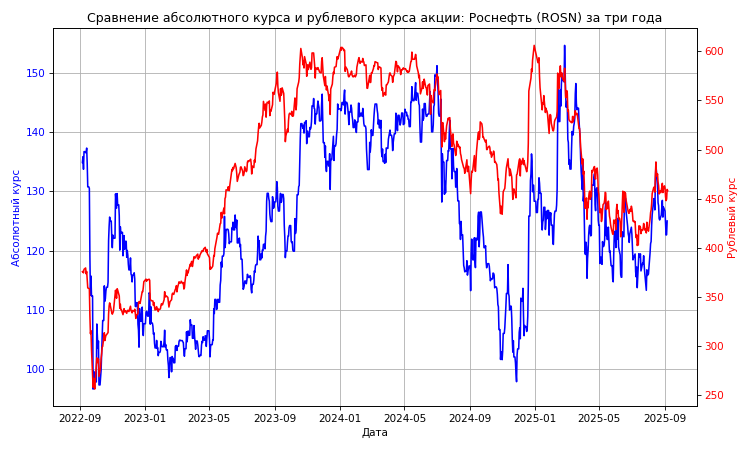 Сравнение абсолютного курса и рублевого курса акции: Роснефть (ROSN) за три года
Абсолютный курс
150
140
130
120
110
100
600
550
500
450
400
350
300
250
Рублевый курс
2022-09 2023-01 2023-05 2023-09 2024-01 2024-05 2024-09 2025-01 2025-05 2025-09
Дата